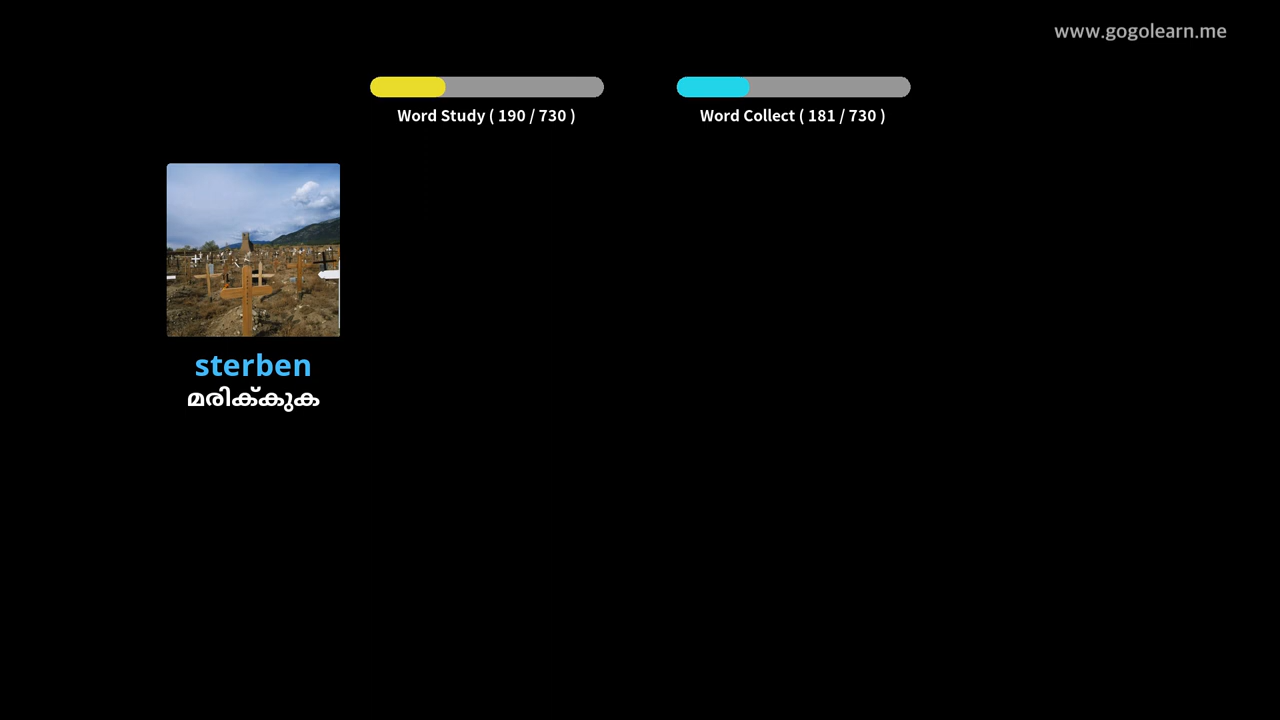 www.gogolearn.me
Word Study ( 190 / 730 )
Word Collect ( 181 / 730 )
sterben
മരിക്കുക